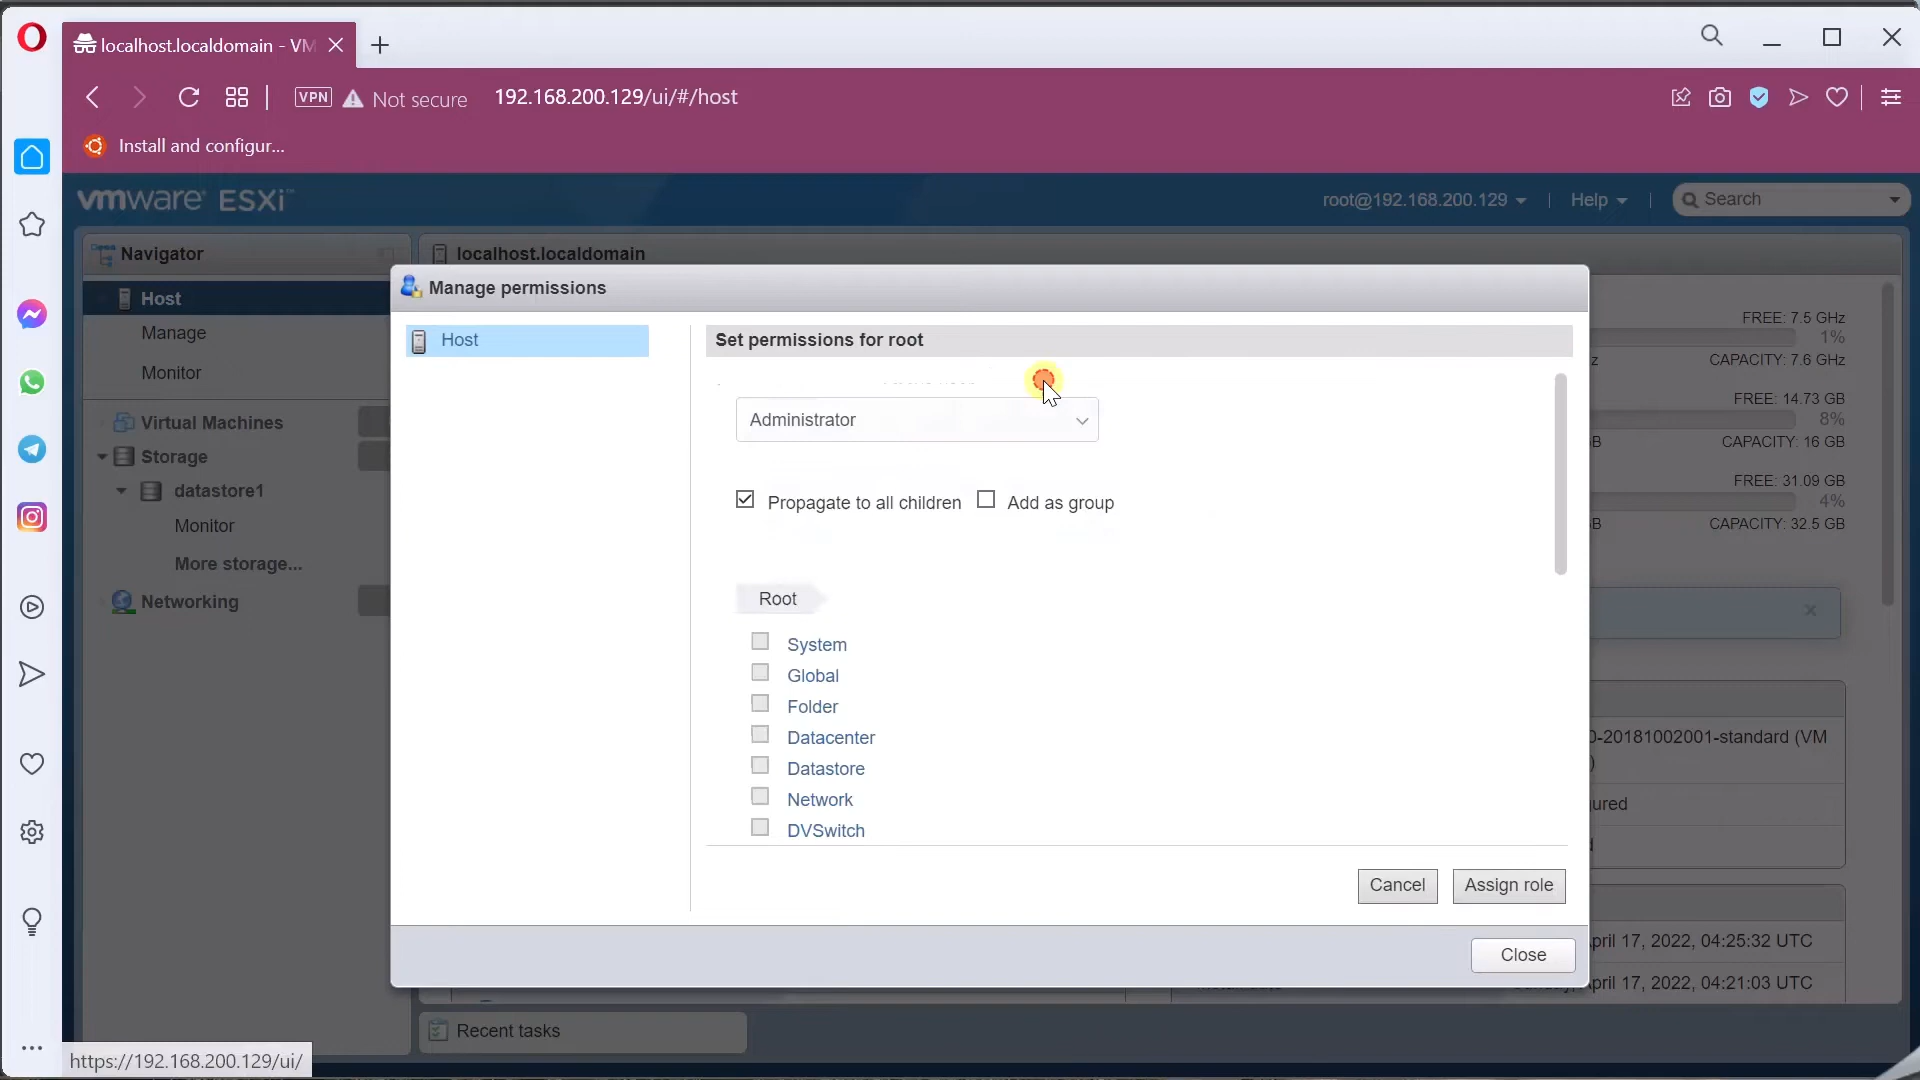 localhost.localdomain - VM
VPN
Not secure
192.168.200.129/ui/#/host
Install and configur...
vmware ESXi™
root@192.168.200.129
Help
Search
Navigator
Host
Manage
Monitor
Virtual Machines
Storage
datastore1
Monitor
More storage...
Networking
localhost.localdomain
Manage permissions
Host
Set permissions for root
Administrator
Propagate to all children
Add as group
Root
System
Global
Folder
Datacenter
Datastore
Network
DVSwitch
Cancel
Assign role
Close
FREE: 7.5 GHz
1%
CAPACITY: 7.6 GHz
FREE: 14.73 GB
8%
CAPACITY: 16 GB
FREE: 31.09 GB
4%
CAPACITY: 32.5 GB
0-20181002001-standard (VM
)
ured
April 17, 2022, 04:25:32 UTC
April 17, 2022, 04:21:03 UTC
Recent tasks
https://192.168.200.129/ui/